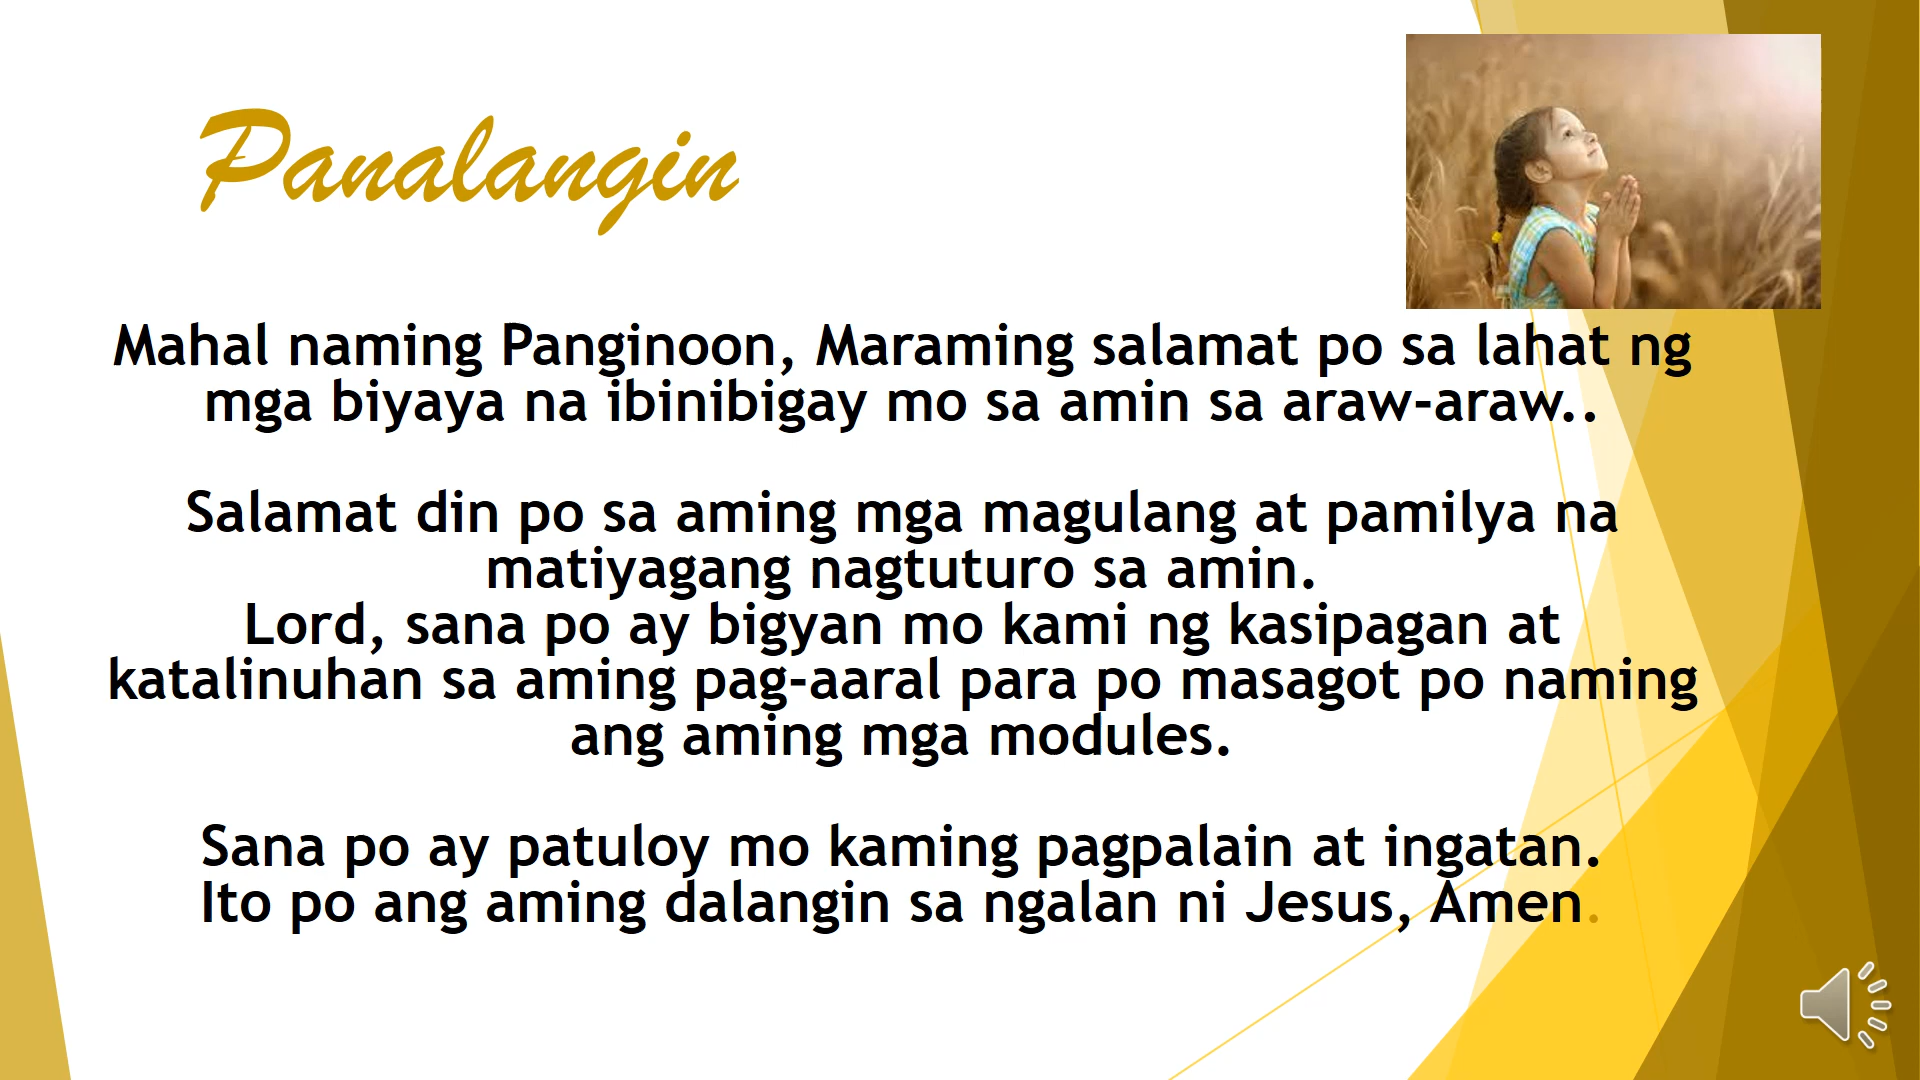 Panalangin
Mahal naming Panginoon, Maraming salamat po sa lahat ng
mga biyaya na ibinibigay mo sa amin sa araw-araw..
Salamat din po sa aming mga magulang at pamilya na
matiyagang nagtuturo sa amin.
Lord, sana po ay bigyan mo kami ng kasipagan at
katalinuhan sa aming pag-aaral para po masagot po naming
ang aming mga modules.
Sana po ay patuloy mo kaming pagpalain at ingatan.
Ito po ang aming dalangin sa ngalan ni Jesus, Amen.